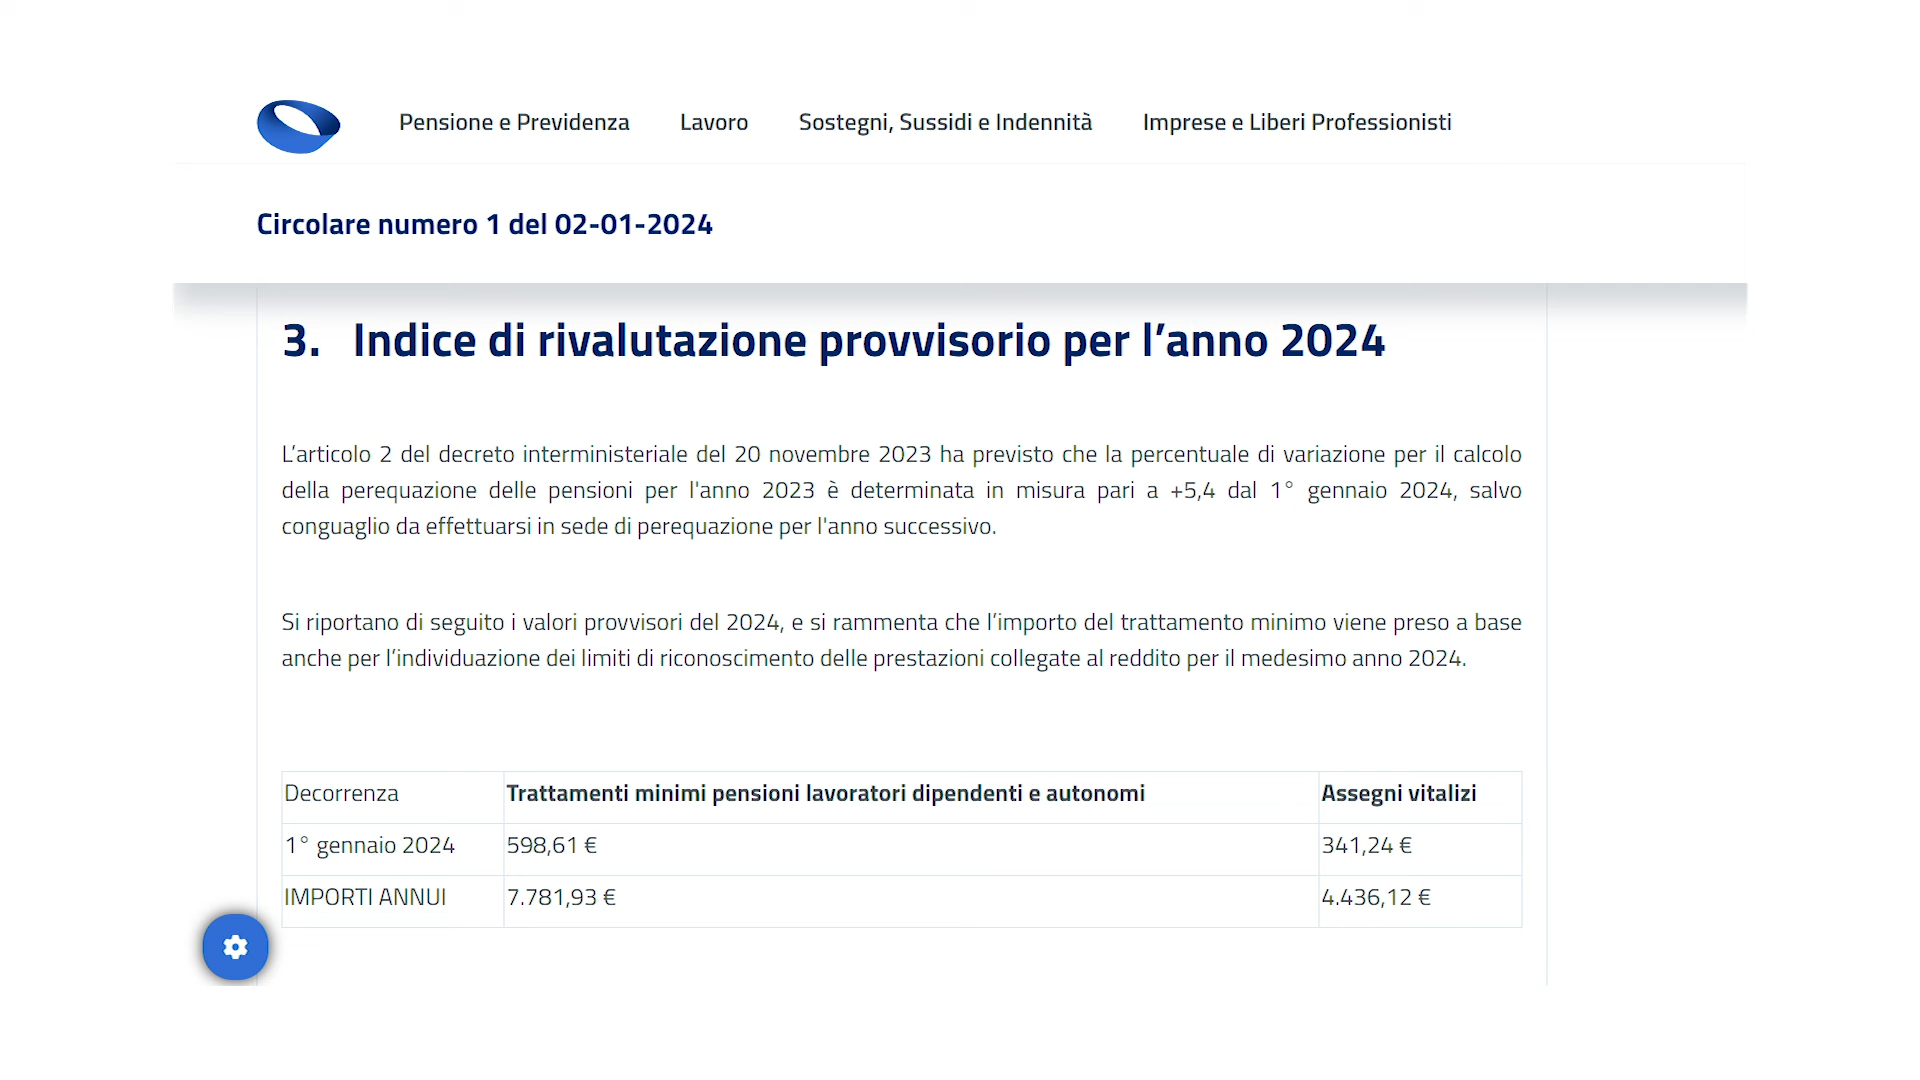 Pensione e Previdenza Lavoro Sostegni, Sussidi e Indennità Imprese e Liberi Professionisti
Circolare numero 1 del 02-01-2024
3. Indice di rivalutazione provvisorio per l’anno 2024
L’articolo 2 del decreto interministeriale del 20 novembre 2023 ha previsto che la percentuale di variazione per il calcolo
della perequazione delle pensioni per l'anno 2023 è determinata in misura pari a +5,4 dal 1° gennaio 2024, salvo
conguaglio da effettuarsi in sede di perequazione per l'anno successivo.
Si riportano di seguito i valori provvisori del 2024, e si rammenta che l’importo del trattamento minimo viene preso a base
anche per l’individuazione dei limiti di riconoscimento delle prestazioni collegate al reddito per il medesimo anno 2024.
Decorrenza Trattamenti minimi pensioni lavoratori dipendenti e autonomi Assegni vitalizi
1° gennaio 2024 598,61 € 341,24 €
IMPORTI ANNUI 7.781,93 € 4.436,12 €